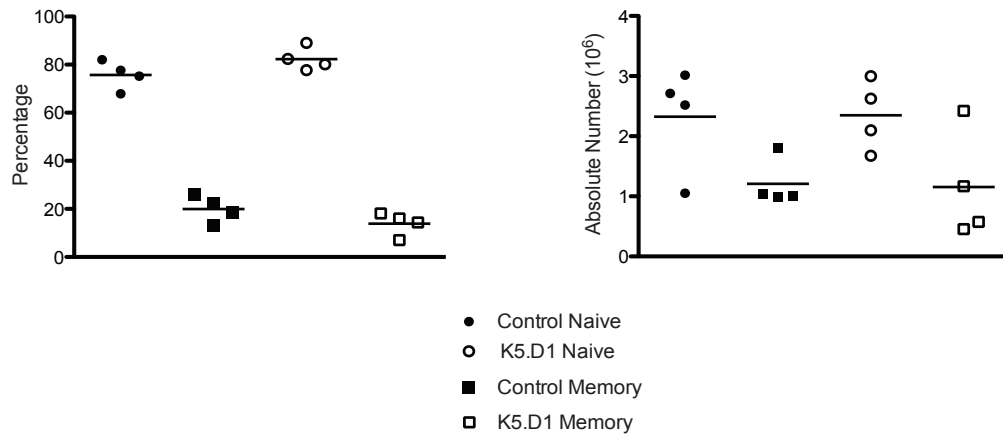 100
80
60
40
20
0
Percentage
4
3
2
1
0
Absolute Number (10⁶)
Control Naive
K5.D1 Naive
Control Memory
K5.D1 Memory